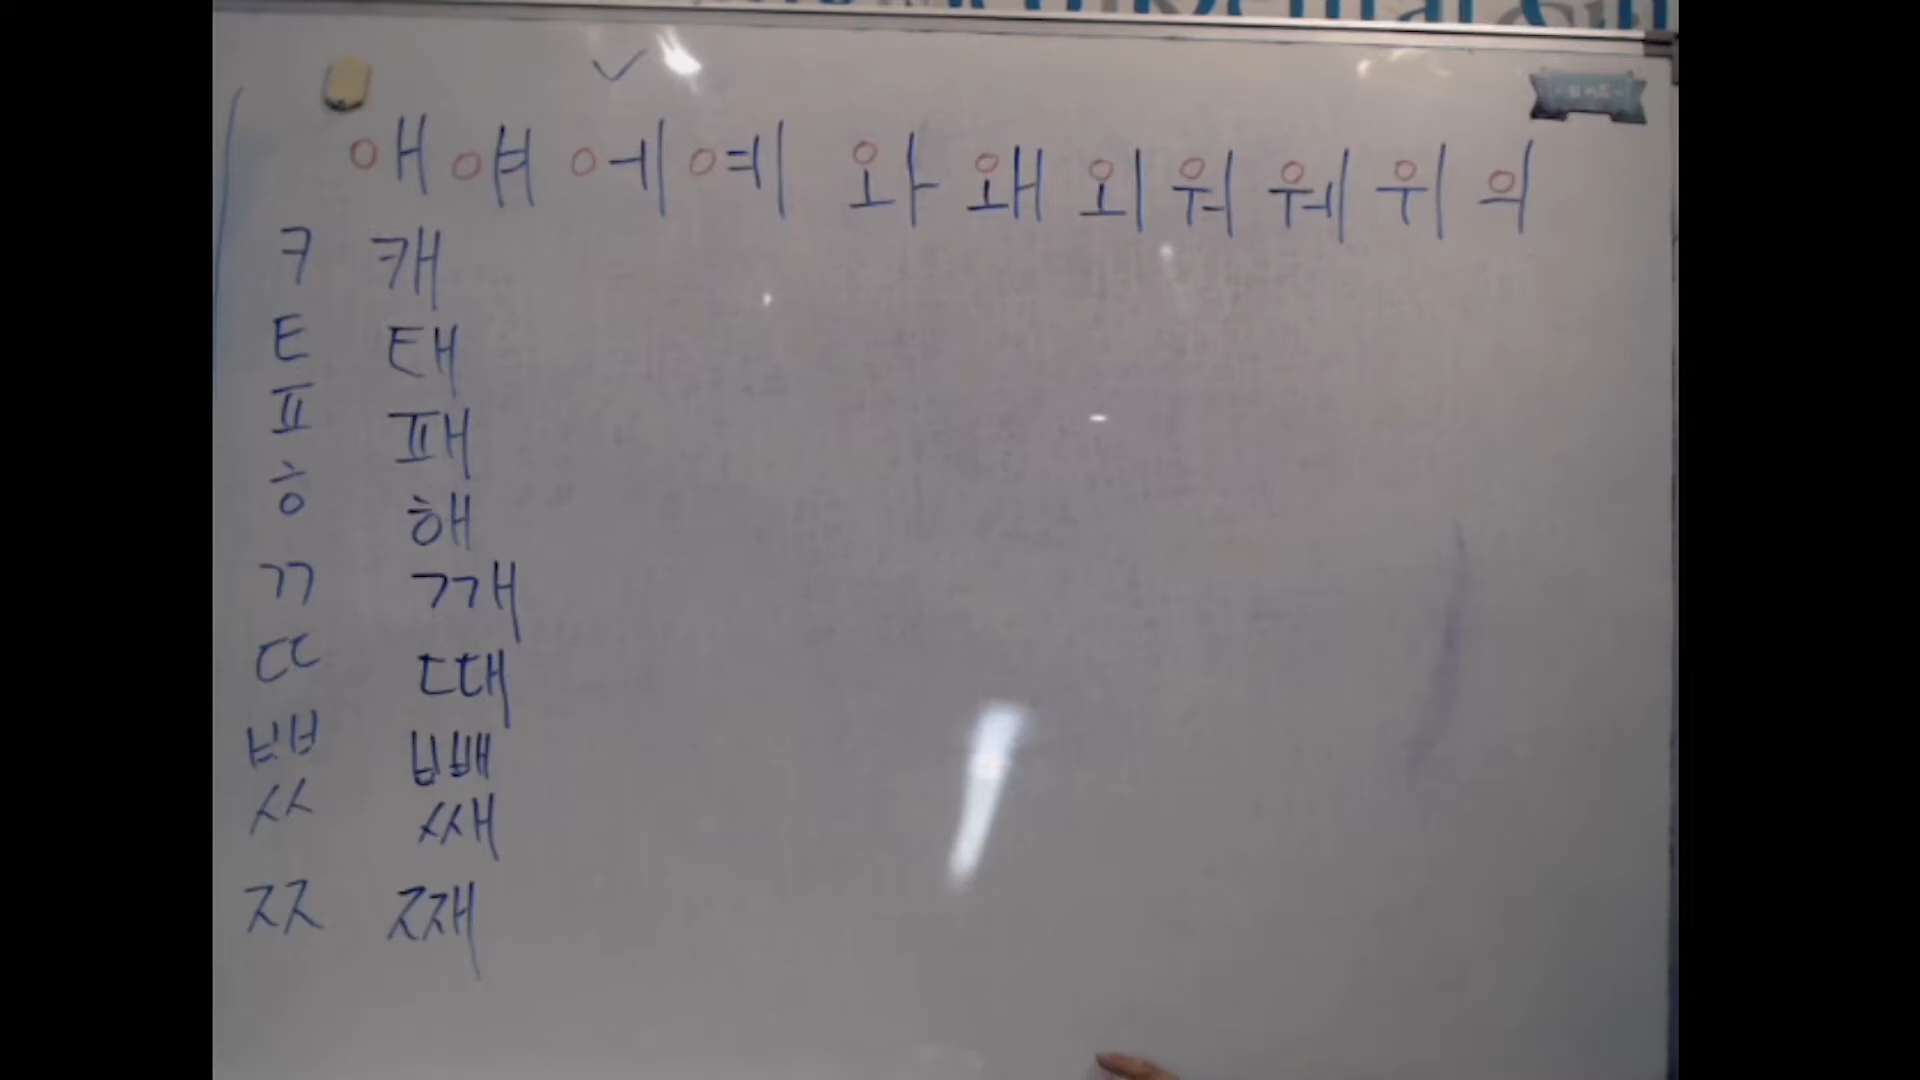 애 얘 에 예 와 왜 외 워 웨 위 의
ㅋ 캐
ㅌ 태
ㅍ 패
ㅎ 해
ㄲ 깨
ㄸ 때
ㅃ 빼
ㅆ 쌔
ㅉ 째